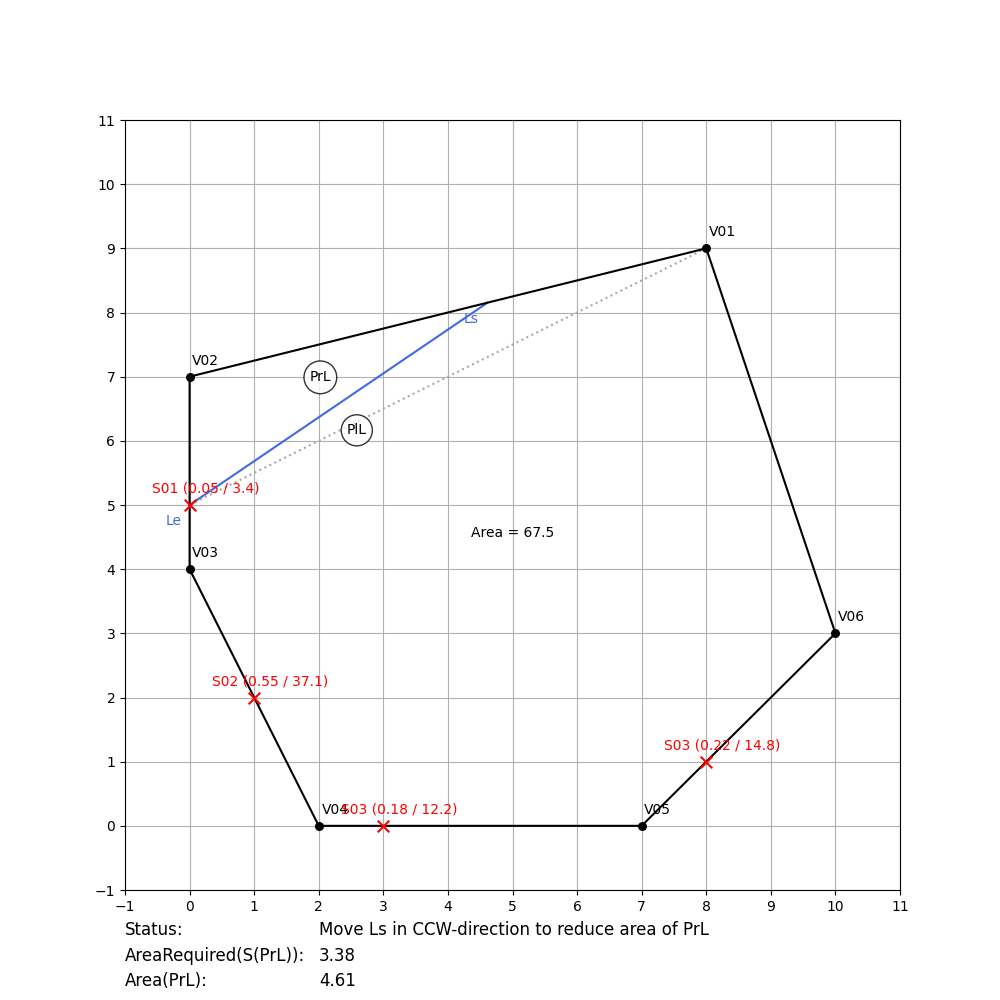 11
10
V01
9
8
Ls
V02
7
PrL
6
PlL
S01 (0.05 / 3.4)
5
Le
Area = 67.5
V03
4
V06
3
S02 (0.55 / 37.1)
2
S03 (0.22 / 14.8)
1
V04
S03 (0.18 / 12.2)
V05
0
−1
−1 0 1 2 3 4 5 6 7 8 9 10 11
Status: Move Ls in CCW-direction to reduce area of PrL
AreaRequired(S(PrL)): 3.38
Area(PrL): 4.61